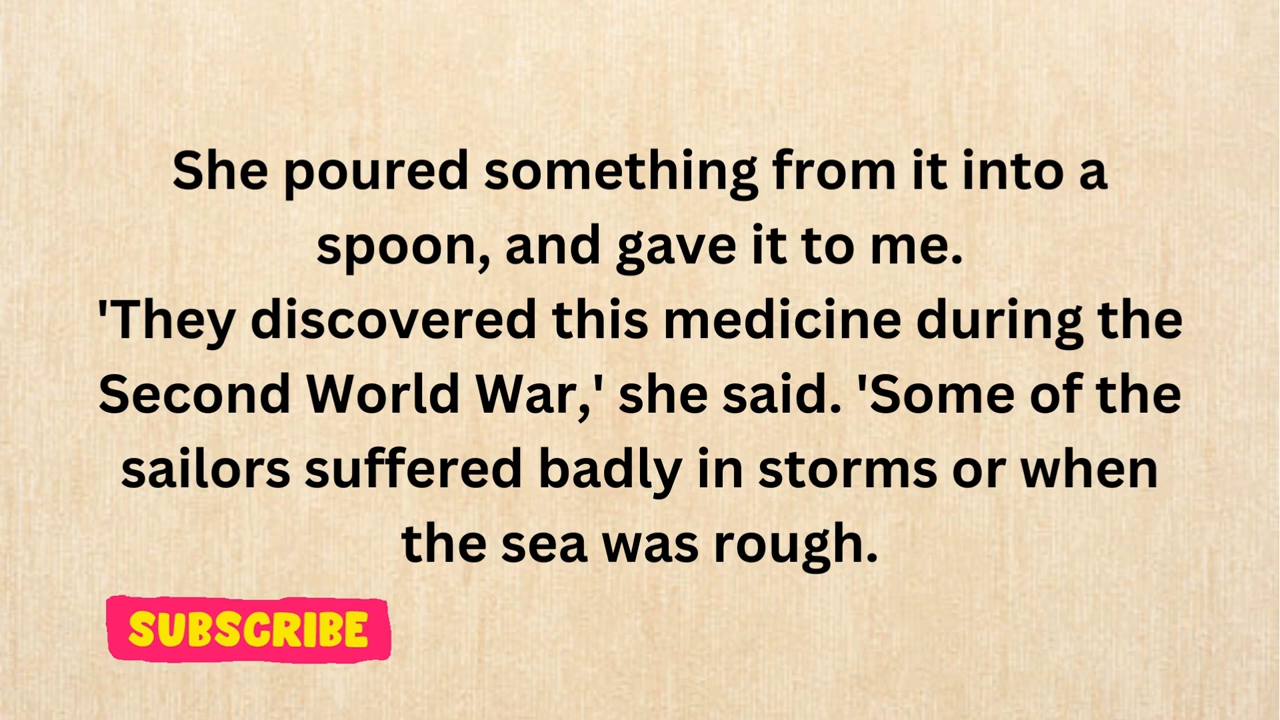 She poured something from it into a
spoon, and gave it to me.
'They discovered this medicine during the
Second World War,' she said. 'Some of the
sailors suffered badly in storms or when
the sea was rough.
SUBSCRIBE